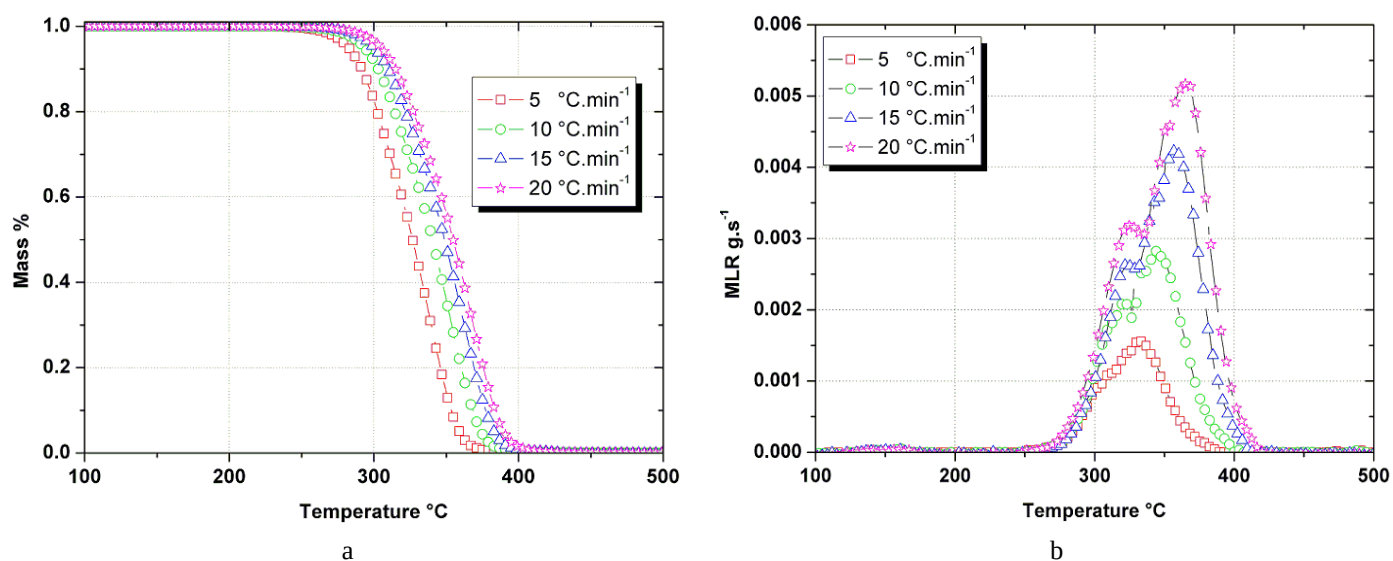 1.0
0.8
0.6
0.4
0.2
0.0
Mass %
5 °C.min-1
10 °C.min-1
15 °C.min-1
20 °C.min-1
100
200
300
400
500
Temperature °C
a
0.006
0.005
0.004
0.003
0.002
0.001
0.000
MLR g.s-1
5 °C.min-1
10 °C.min-1
15 °C.min-1
20 °C.min-1
100
200
300
400
500
Temperature °C
b